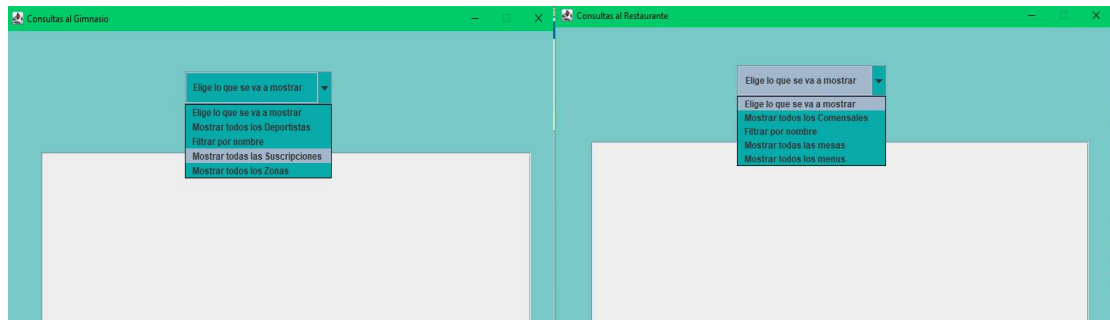 Consultas al Gimnasio
Elige lo que se va a mostrar
Elige lo que se va a mostrar
Mostrar todos los Deportistas
Filtrar por nombre
Mostrar todas las Suscripciones
Mostrar todos los Zonas
Consultas al Restaurante
Elige lo que se va a mostrar
Elige lo que se va a mostrar
Mostrar todos los Comensales
Filtrar por nombre
Mostrar todas las mesas
Mostrar todos los menus